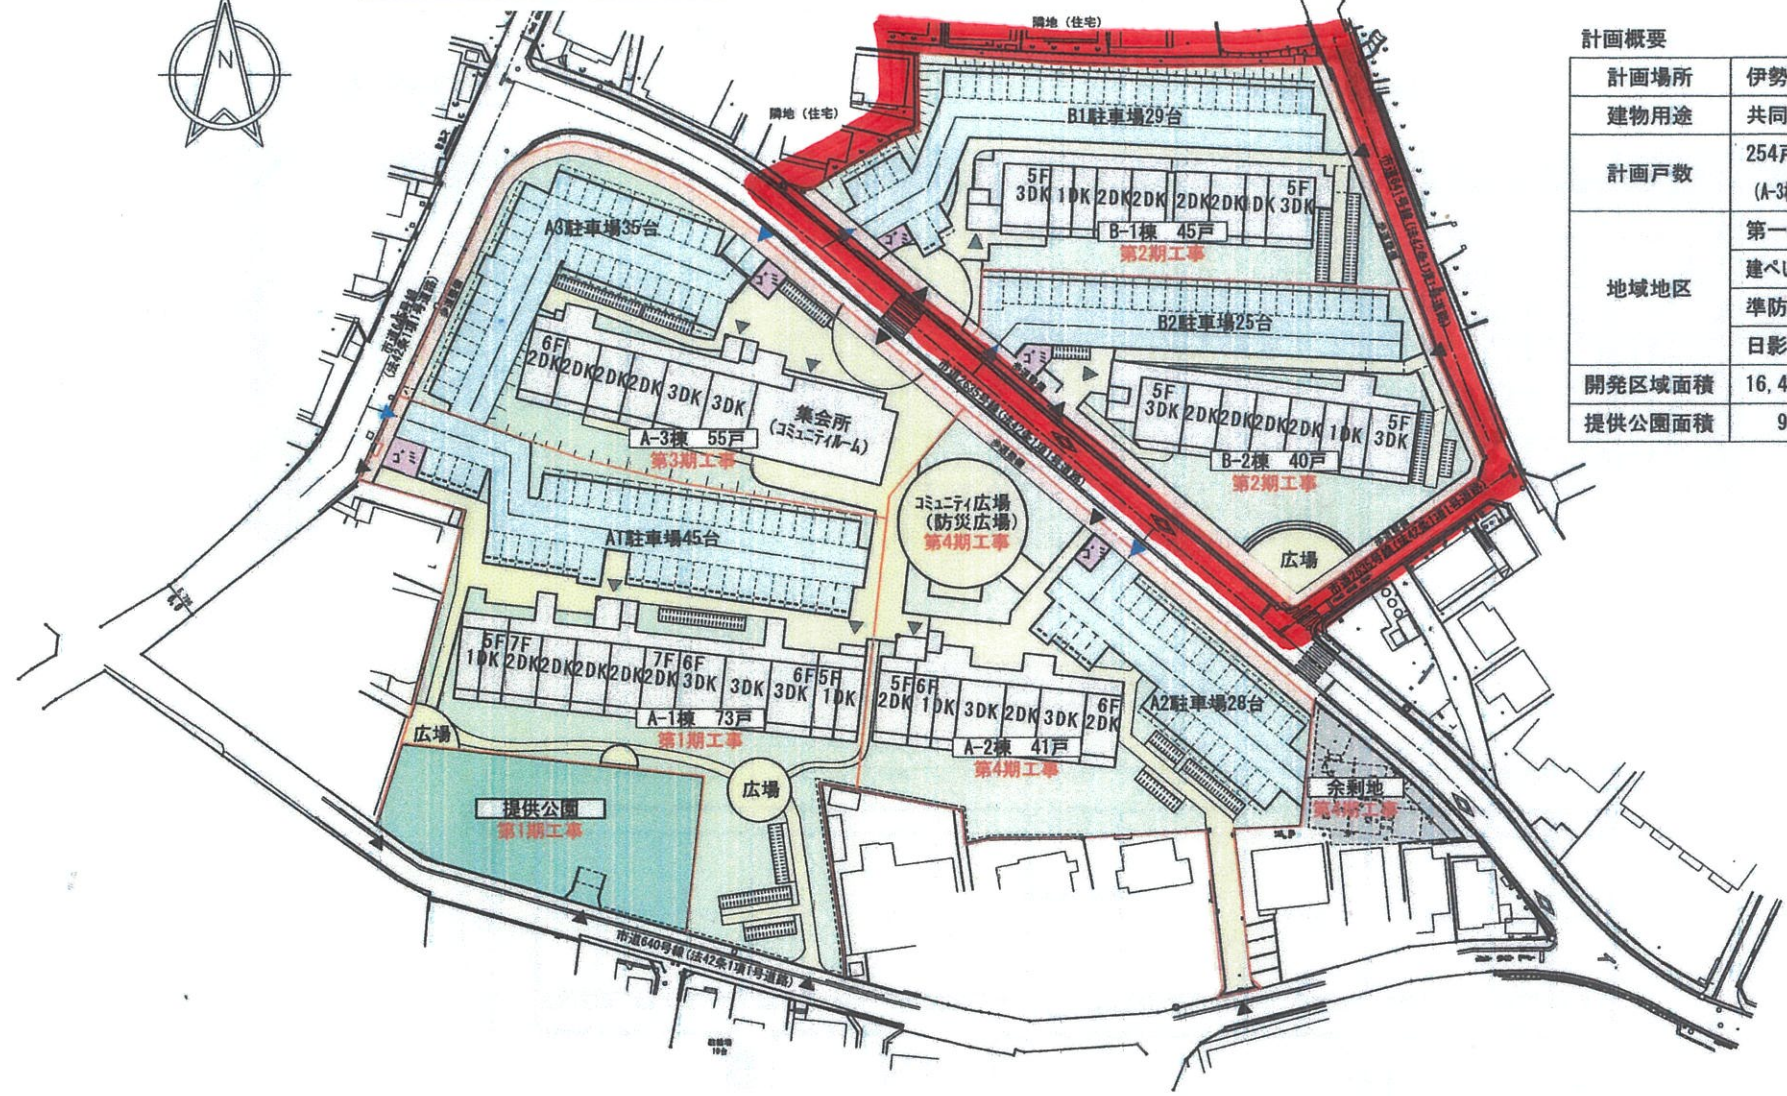 N
隣地（住宅）
隣地（住宅）
計画概要
計画場所 伊勢
建物用途 共同
計画戸数 254戸
(A-3
地域地区 第一
建ぺ
準防
日影
開発区域面積 16,4
提供公園面積 9
B1駐車場29台
5F
3DK 1DK 2DK 2DK 2DK 2DK 1DK
5F
3DK
B-1棟 45戸
第2期工事
ゴミ
A3駐車場35台
ゴミ
B2駐車場25台
ゴミ
6F
2DK 2DK 2DK 2DK 3DK 3DK
集会所
(コミュニティルーム)
A-3棟 55戸
第3期工事
5F
3DK 2DK 2DK 2DK 2DK 1DK
5F
3DK
B-2棟 40戸
第2期工事
ゴミ
コミュニティ広場
(防災広場)
第4期工事
A1駐車場45台
ゴミ
広場
5F 7F
1DK 2DK 2DK 2DK 2DK
7F 6F
2DK 3DK 3DK
6F 5F
3DK 1DK
A-1棟 73戸
第1期工事
5F 6F
2DK 1DK 3DK 2DK 3DK
6F
2DK
A-2棟 41戸
第4期工事
A2駐車場28台
広場
広場
提供公園
第1期工事
余剰地
第4期工事
市道640号線(法42条1項1号道路)